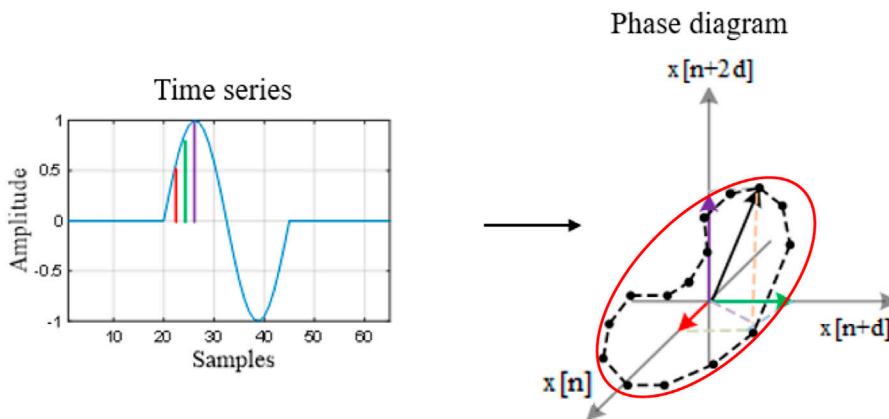 Phase diagram
x[n+2d]
Time series
1
0.5
0
-0.5
-1
Amplitude
10 20 30 40 50 60
Samples
x[n+d]
x[n]